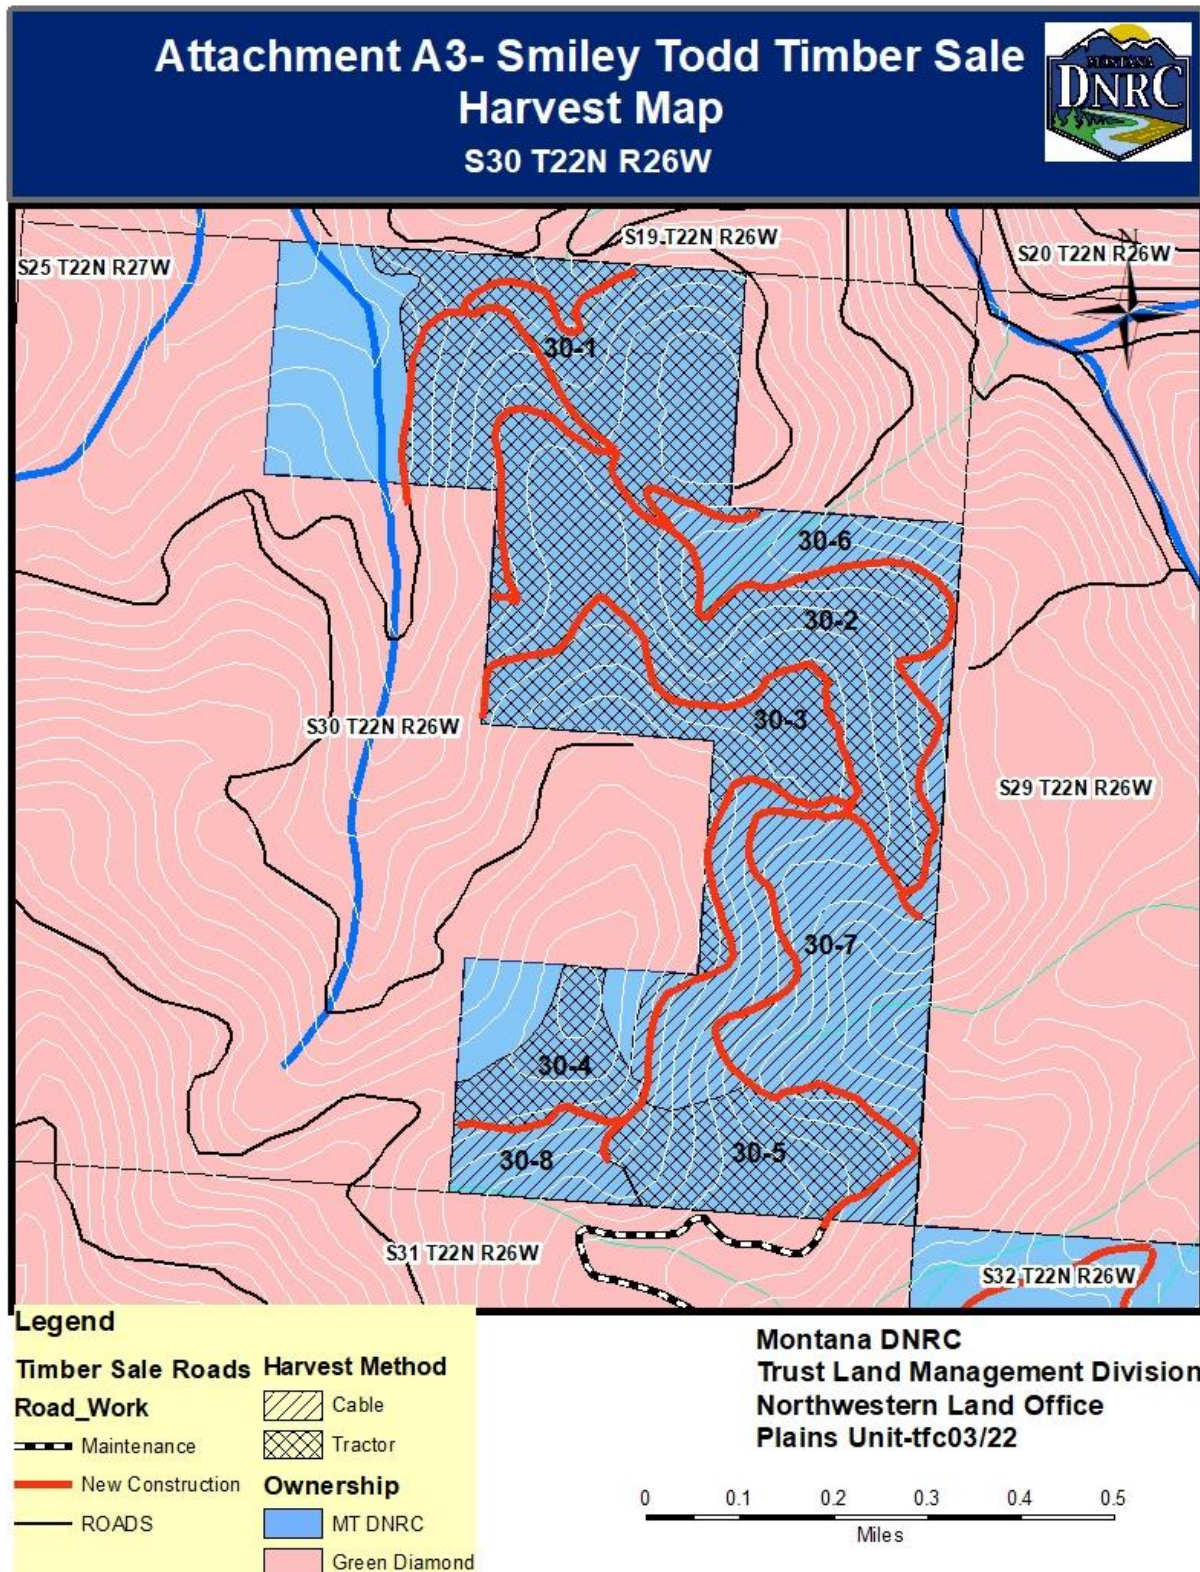 Attachment A3- Smiley Todd Timber Sale
Harvest Map
S30 T22N R26W
MONTANA
DNRC
S25 T22N R27W
S19 T22N R26W
S20 T22N R26W
N
30-1
30-6
30-2
30-3
S30 T22N R26W
S29 T22N R26W
30-7
30-4
30-5
30-8
S31 T22N R26W
S32 T22N R26W
Legend
Timber Sale Roads
Road_Work
Maintenance
New Construction
ROADS
Harvest Method
Cable
Tractor
Ownership
MT DNRC
Green Diamond
Montana DNRC
Trust Land Management Division
Northwestern Land Office
Plains Unit-tfc03/22
0 0.1 0.2 0.3 0.4 0.5
Miles